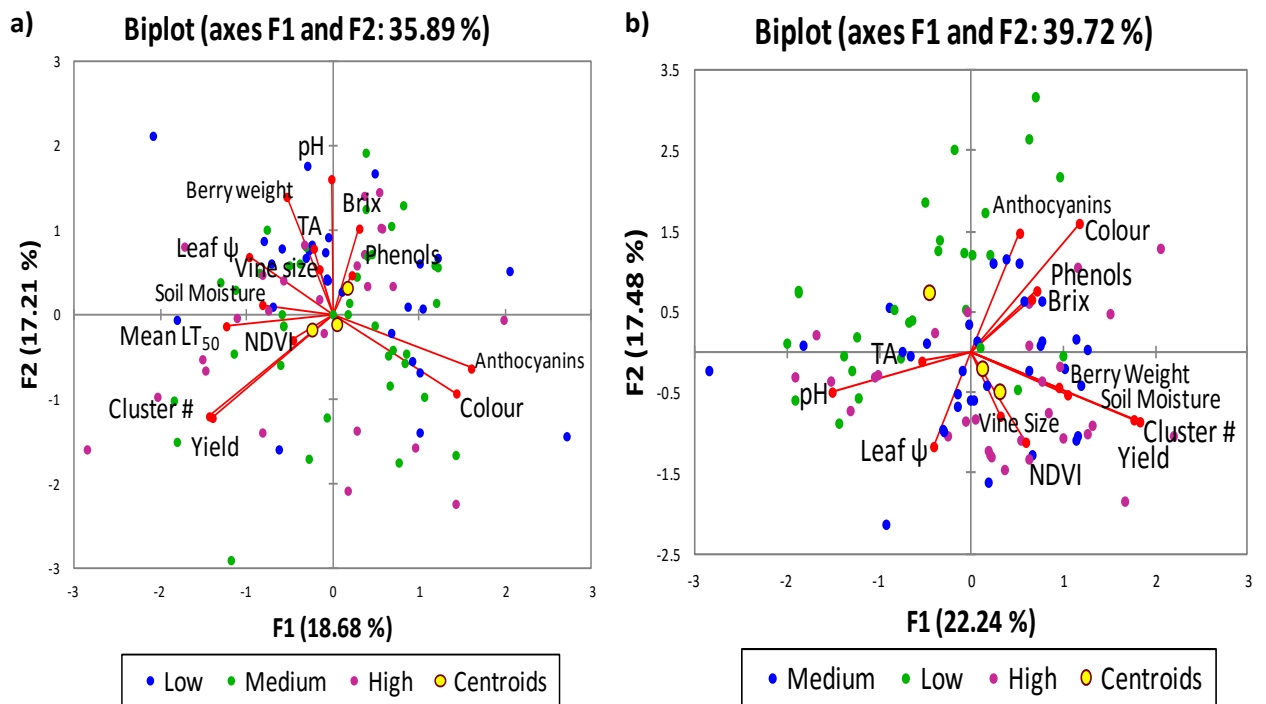 a)
Biplot (axes F1 and F2: 35.89 %)
3
2
1
0
-1
-2
-3
-3
-2
-1
0
1
2
3
F2 (17.21 %)
F1 (18.68 %)
pH
Berry weight
Brix
TA
Leaf ψ
Phenols
Vine size
Soil Moisture
Mean LT50
NDVI
Anthocyanins
Cluster #
Colour
Yield
Low
Medium
High
Centroids
b)
Biplot (axes F1 and F2: 39.72 %)
3.5
2.5
1.5
0.5
-0.5
-1.5
-2.5
-3
-2
-1
0
1
2
3
F2 (17.48 %)
F1 (22.24 %)
Anthocyanins
Colour
Phenols
Brix
TA
pH
Berry Weight
Soil Moisture
Vine Size
Cluster #
Leaf ψ
Yield
NDVI
Medium
Low
High
Centroids